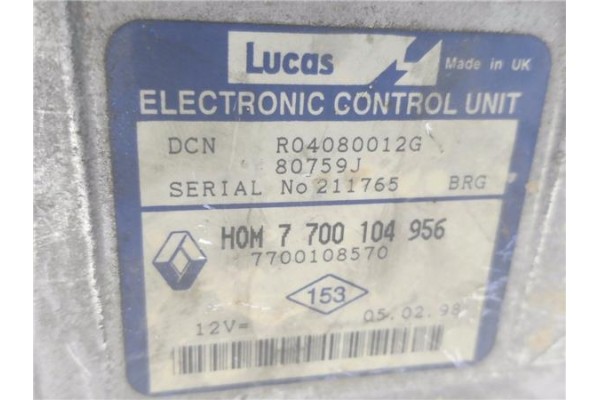 Lucas
Made in UK
ELECTRONIC CONTROL UNIT
DCN R04080012G
80759J
SERIAL No 211765 BRG
HOM 7 700 104 956
7700108570
153
12V= 05.02.98